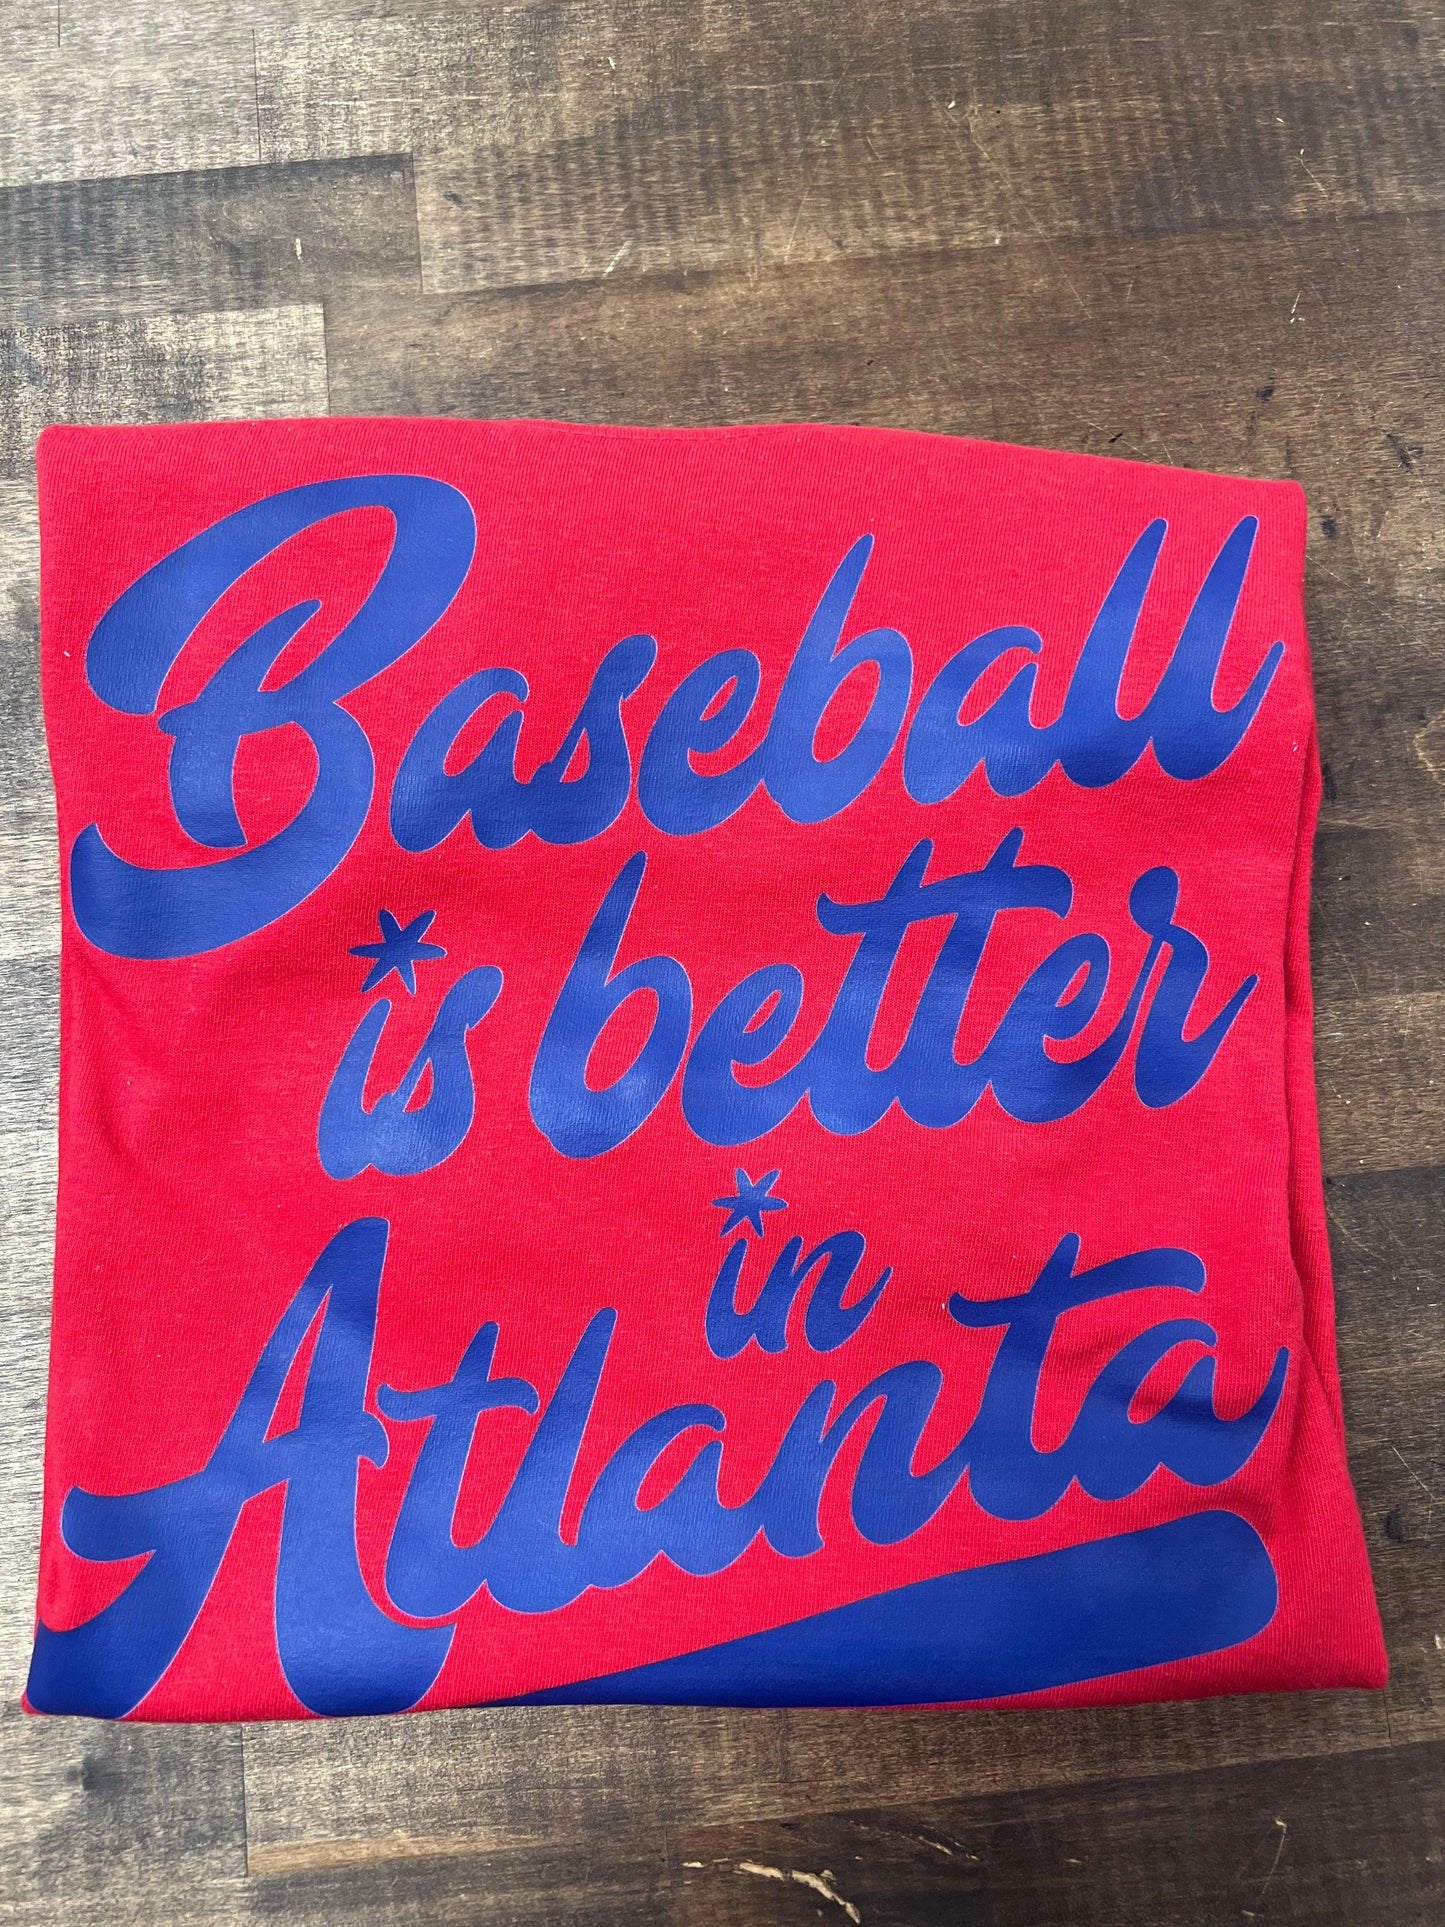 Baseball
is better
in
Atlanta